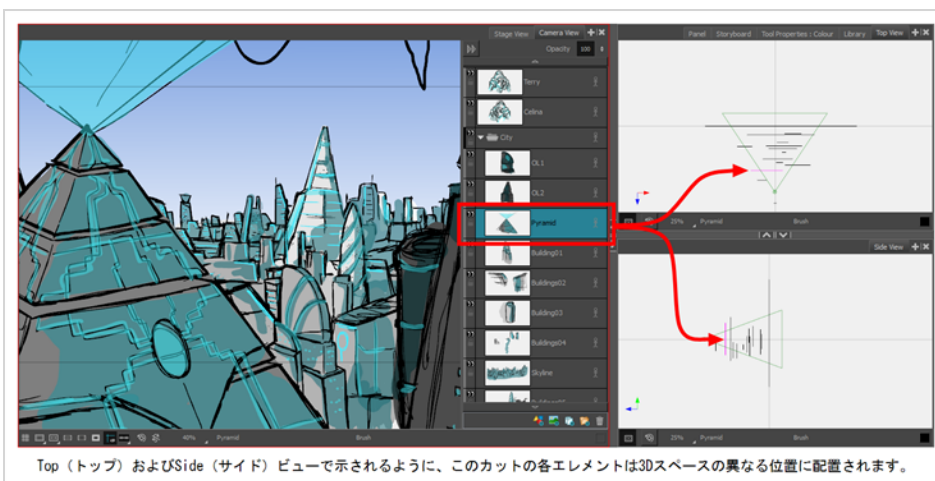 Stage View Camera View
Opacity 100
Terry
Celina
City
OL1
OL2
Pyramid
Building01
Buildings02
Building03
Buildings04
Skyline
40% Pyramid Brush
Panel Storyboard Tool Properties : Colour Library Top View
25% Pyramid Brush
Side View
25% Pyramid Brush
Top（トップ）およびSide（サイド）ビューで示されるように、このカットの各エレメントは3Dスペースの異なる位置に配置されます。